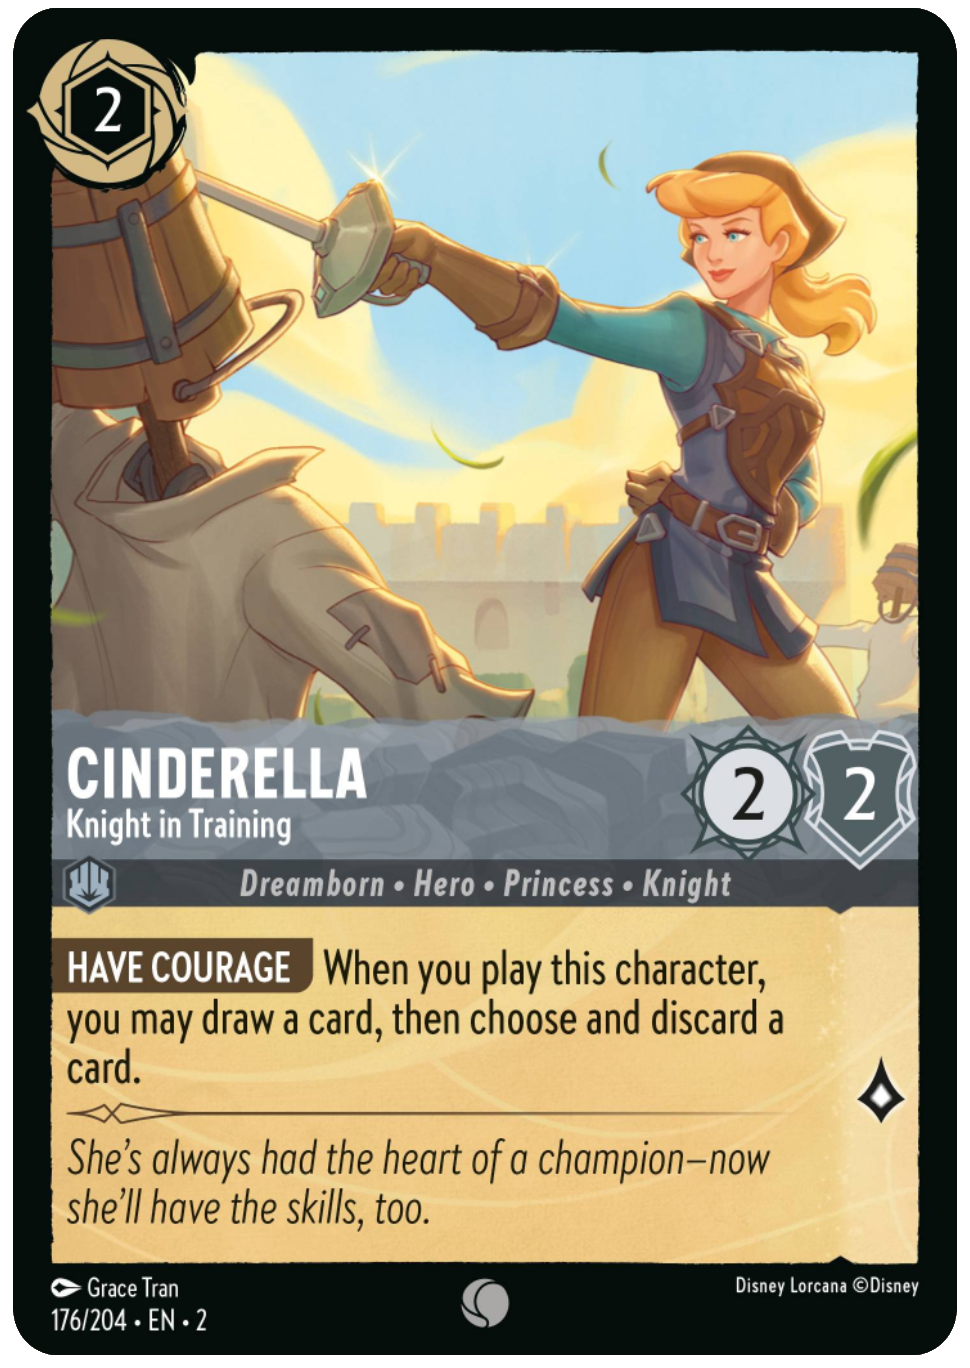 2
CINDERELLA
Knight in Training
2 2
Dreamborn • Hero • Princess • Knight
HAVE COURAGE When you play this character,
you may draw a card, then choose and discard a
card.
She's always had the heart of a champion—now
she'll have the skills, too.
Grace Tran
176/204 • EN • 2
Disney Lorcana ©Disney